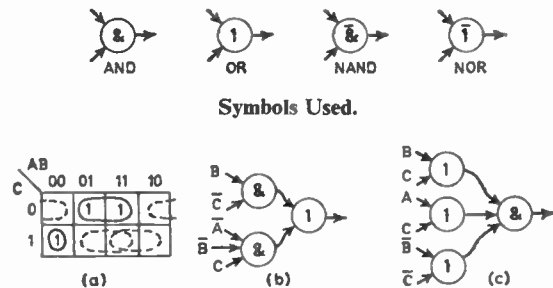 & 1 &̅ 1̅
AND OR NAND NOR
Symbols Used.
AB
C 00 01 11 10
0 1 1
1 1
(a)
B
C̅
&
A̅
B̅
C
&
1
(b)
B
C
1
A
C
1
B̅
C̅
1
&
(c)